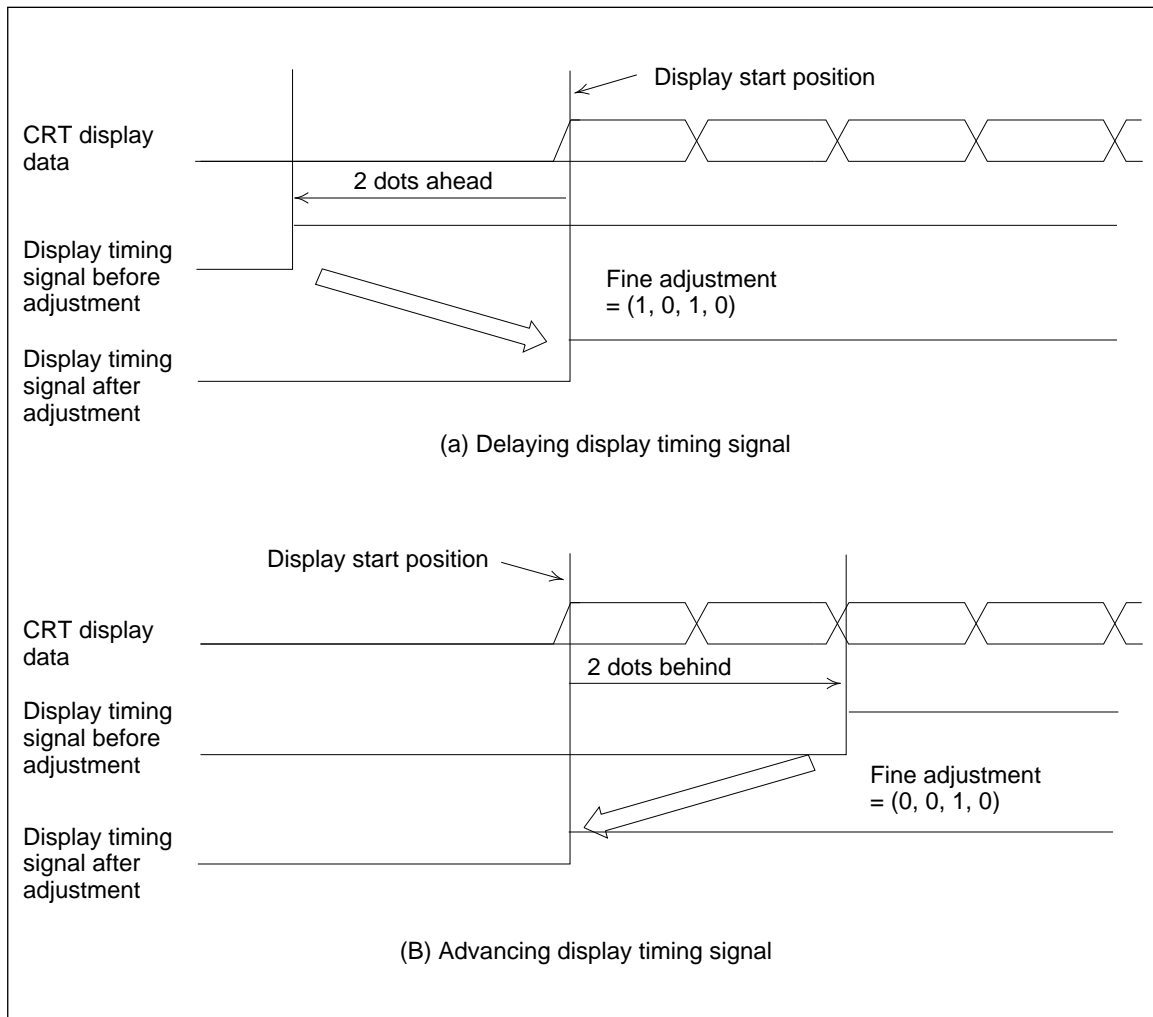 Display start position
CRT display
data
2 dots ahead
Display timing
signal before
adjustment
Fine adjustment
= (1, 0, 1, 0)
Display timing
signal after
adjustment
(a) Delaying display timing signal
Display start position
CRT display
data
2 dots behind
Display timing
signal before
adjustment
Fine adjustment
= (0, 0, 1, 0)
Display timing
signal after
adjustment
(B) Advancing display timing signal